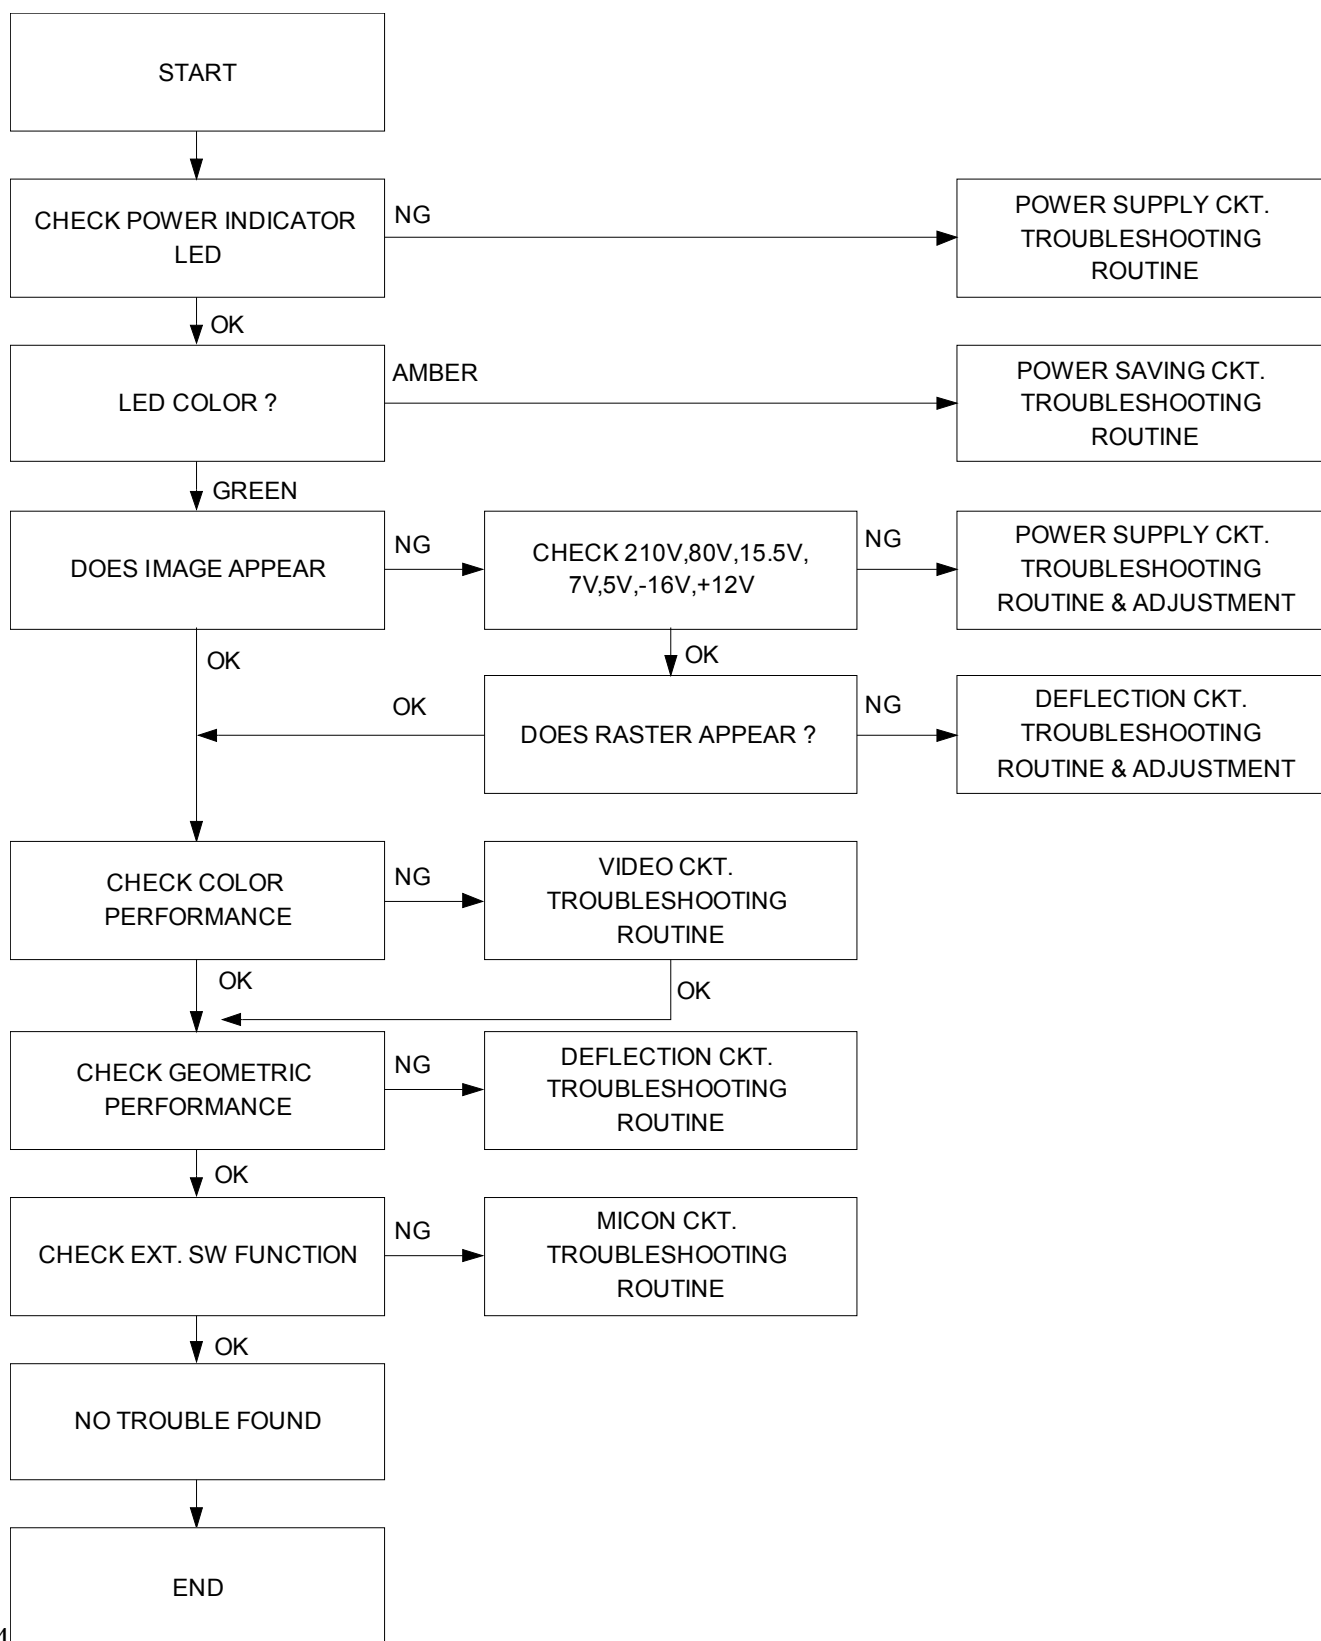 START
CHECK POWER INDICATOR
LED
NG
POWER SUPPLY CKT.
TROUBLESHOOTING
ROUTINE
OK
LED COLOR ?
AMBER
POWER SAVING CKT.
TROUBLESHOOTING
ROUTINE
GREEN
DOES IMAGE APPEAR
NG
CHECK 210V,80V,15.5V,
7V,5V,-16V,+12V
NG
POWER SUPPLY CKT.
TROUBLESHOOTING
ROUTINE & ADJUSTMENT
OK
OK
OK
DOES RASTER APPEAR ?
NG
DEFLECTION CKT.
TROUBLESHOOTING
ROUTINE & ADJUSTMENT
CHECK COLOR
PERFORMANCE
NG
VIDEO CKT.
TROUBLESHOOTING
ROUTINE
OK
OK
CHECK GEOMETRIC
PERFORMANCE
NG
DEFLECTION CKT.
TROUBLESHOOTING
ROUTINE
OK
CHECK EXT. SW FUNCTION
NG
MICON CKT.
TROUBLESHOOTING
ROUTINE
OK
NO TROUBLE FOUND
END